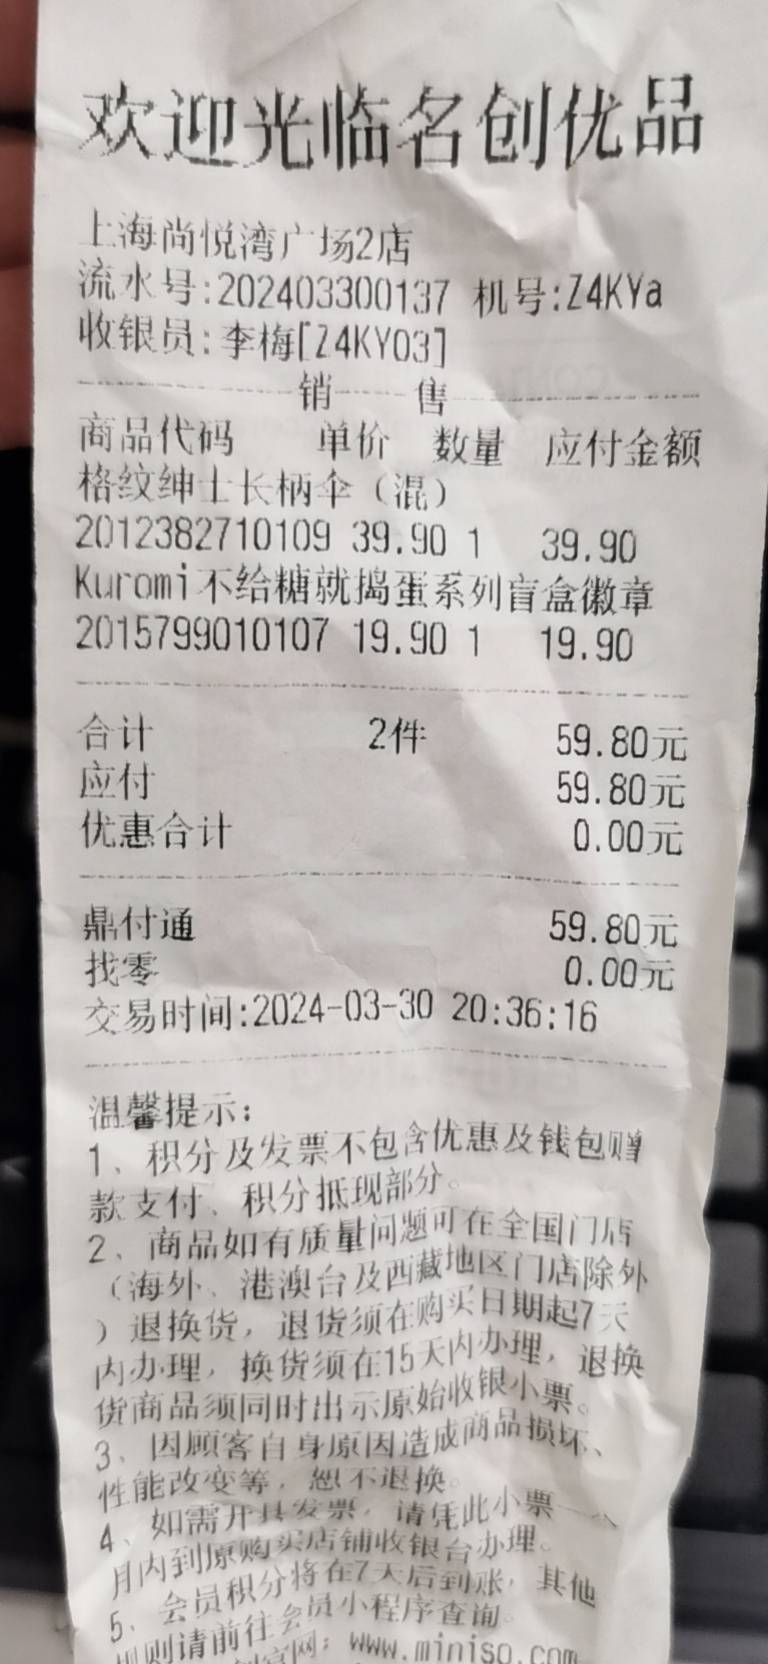 欢迎光临名创优品
上海尚悦湾广场2店
流水号:202403300137 机号:Z4KYa
收银员:李梅[Z4KY03]
销 售
商品代码 单价 数量 应付金额
格纹绅士长柄伞(混)
2012382710109 39.90 1 39.90
Kuromi不给糖就捣蛋系列盲盒徽章
2015799010107 19.90 1 19.90
合计 2件 59.80元
应付 59.80元
优惠合计 0.00元
鼎付通 59.80元
找零 0.00元
交易时间:2024-03-30 20:36:16
温馨提示:
1、积分及发票不包含优惠及钱包赠
款支付、积分抵现部分。
2、商品如有质量问题可在全国门店
(海外、港澳台及西藏地区门店除外
)退换货,退货须在购买日期起7天
内办理,换货须在15天内办理,退换
货商品须同时出示原始收银小票。
3、因顾客自身原因造成商品损坏、
性能改变等,恕不退换。
4、如需开具发票,请凭此小票一个
月内到原购买店铺收银台办理。
5、会员积分将在7天后到账,其他
规则请前往会员小程序查询。
官网:www.miniso.com